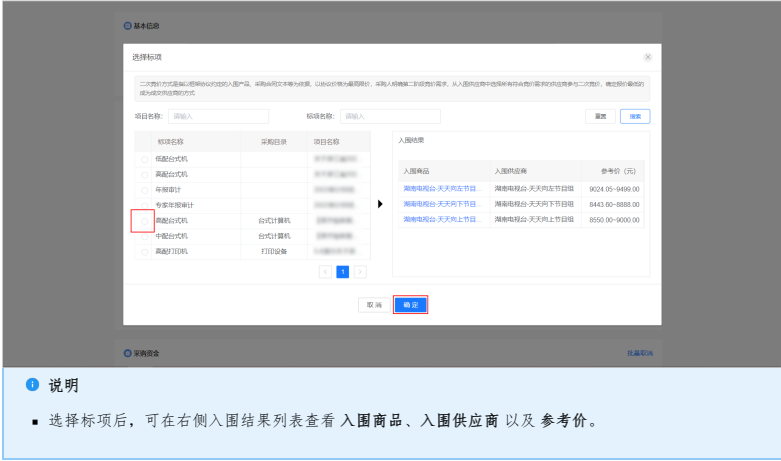 基本信息
选择标项
二次竞价方式是指以框架协议约定的入围产品、采购合同文本等为依据，以协议价格为最高限价，采购人明确第二阶段竞价需求，从入围供应商中选择所有符合竞价需求的供应商参与二次竞价，确定报价最低的
成为成交供应商的方式
项目名称： 请输入 标项名称： 请输入 重置 搜索
标项名称 采购目录 项目名称 入围结果
低配台式机
入围商品 入围供应商 参考价（元）
高配台式机
年报审计 湖南电视台-天天向左节目... 湖南电视台-天天向左节目组 9024.05~9499.00
专家年报审计 湖南电视台-天天向下节目... 湖南电视台-天天向下节目组 8443.60~8888.00
高配台式机 台式计算机 湖南电视台-天天向上节目... 湖南电视台-天天向上节目组 8550.00~9000.00
中配台式机 台式计算机
高配打印机 打印设备
< 1 >
取 消 确 定
采购资金 批量取消
说明
选择标项后，可在右侧入围结果列表查看 入围商品、入围供应商 以及 参考价。